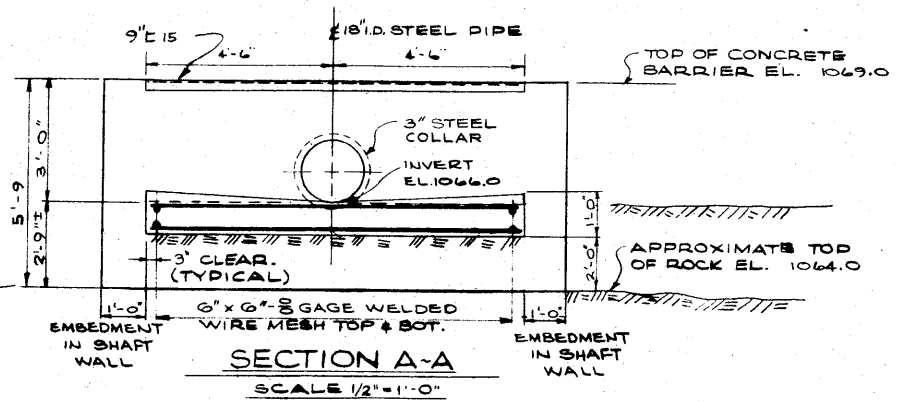 9" [ 15
℄ 18" I.D. STEEL PIPE
4'-6"
4'-6"
TOP OF CONCRETE
BARRIER EL. 1069.0
3" STEEL
COLLAR
INVERT
EL. 1066.0
5'-9
3'-0"
2'-9"±
1'-0"
2'-0"
APPROXIMATE TOP
OF ROCK EL. 1064.0
3" CLEAR.
(TYPICAL)
6" x 6"-8/8 GAGE WELDED
WIRE MESH TOP & BOT.
1'-0"
1'-0"
EMBEDMENT
IN SHAFT
WALL
EMBEDMENT
IN SHAFT
WALL
SECTION A~A
SCALE 1/2" = 1'-0"